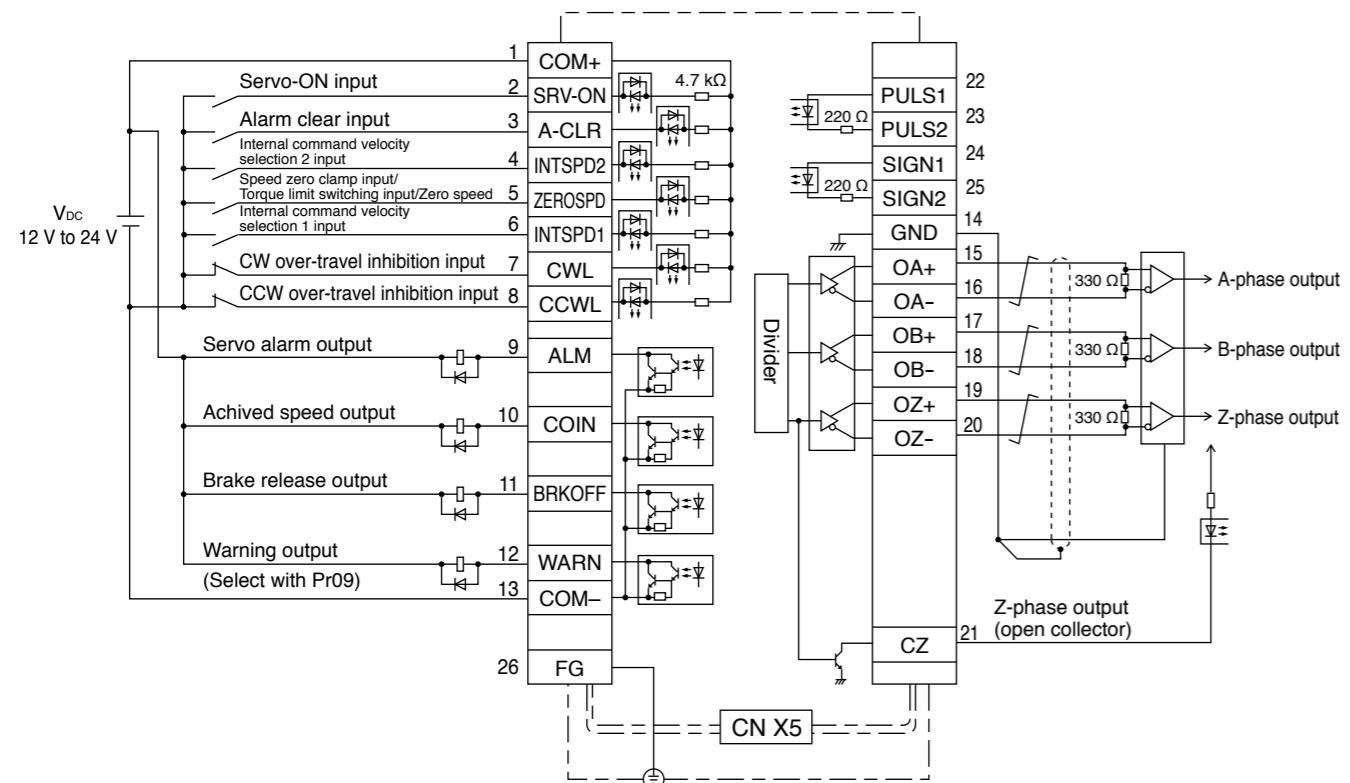 1
COM+
Servo-ON input
2
SRV-ON
4.7 kΩ
Alarm clear input
3
A-CLR
Internal command velocity
selection 2 input
4
INTSPD2
Speed zero clamp input/
Torque limit switching input/Zero speed
5
ZEROSPD
Internal command velocity
selection 1 input
6
INTSPD1
CW over-travel inhibition input
7
CWL
CCW over-travel inhibition input
8
CCWL
VDC
12 V to 24 V
Servo alarm output
9
ALM
Achived speed output
10
COIN
Brake release output
11
BRKOFF
Warning output
12
WARN
(Select with Pr09)
13
COM–
26
FG
22
PULS1
23
220 Ω
PULS2
24
SIGN1
25
220 Ω
SIGN2
14
GND
15
OA+
16
OA–
330 Ω
A-phase output
17
OB+
18
OB–
330 Ω
B-phase output
19
OZ+
20
OZ–
330 Ω
Z-phase output
Divider
Z-phase output
(open collector)
21
CZ
CN X5